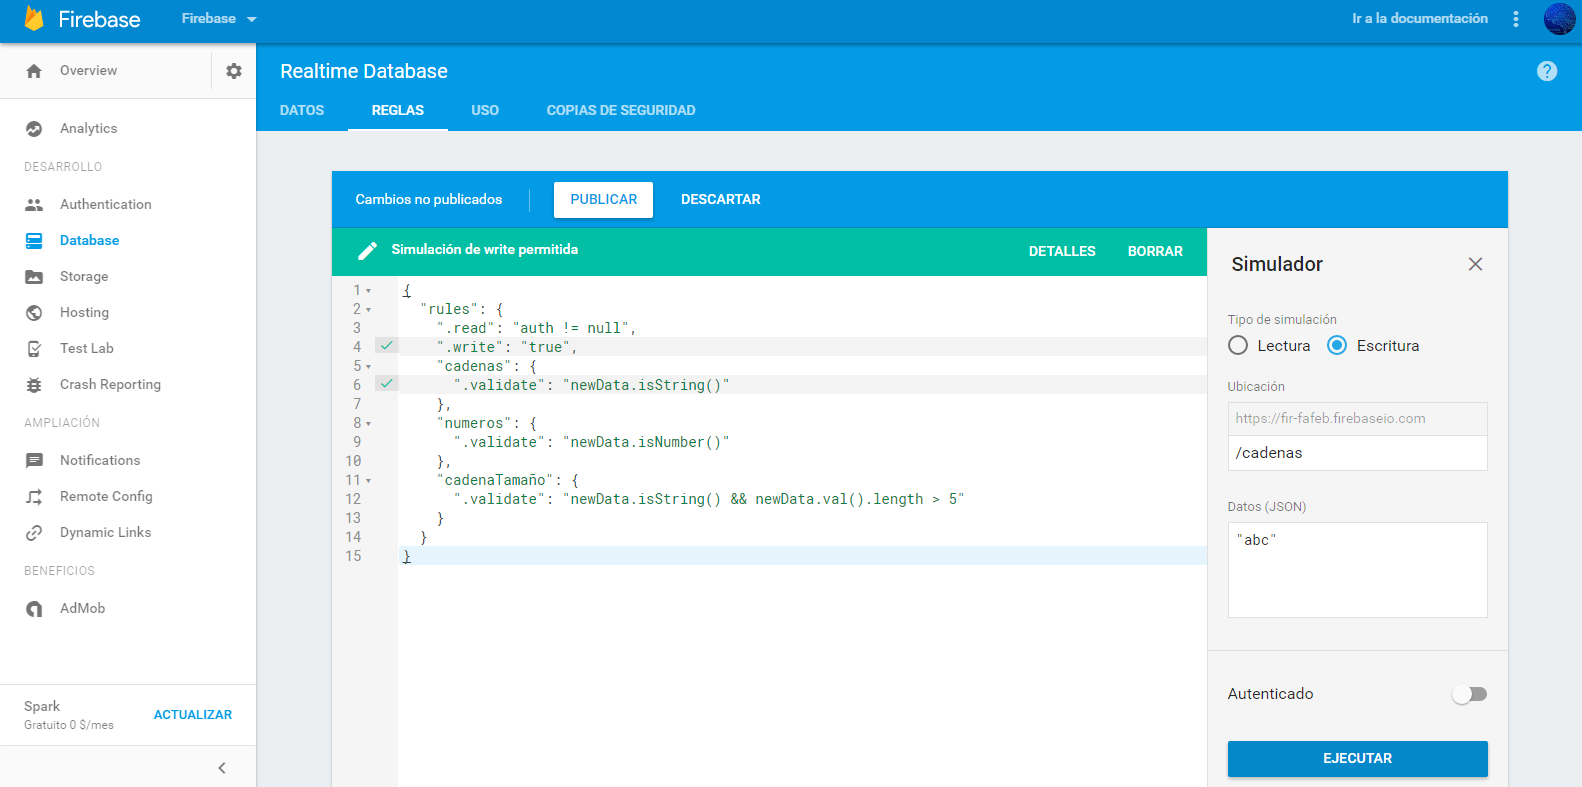 Firebase
Firebase
Ir a la documentación
Overview
Analytics
DESARROLLO
Authentication
Database
Storage
Hosting
Test Lab
Crash Reporting
AMPLIACIÓN
Notifications
Remote Config
Dynamic Links
BENEFICIOS
AdMob
Spark
Gratuito 0 $/mes
ACTUALIZAR
Realtime Database
?
DATOS REGLAS USO COPIAS DE SEGURIDAD
Cambios no publicados PUBLICAR DESCARTAR
Simulación de write permitida DETALLES BORRAR
1 {
2 "rules": {
3 ".read": "auth != null",
4 ".write": "true",
5 "cadenas": {
6 ".validate": "newData.isString()"
7 },
8 "numeros": {
9 ".validate": "newData.isNumber()"
10 },
11 "cadenaTamaño": {
12 ".validate": "newData.isString() && newData.val().length > 5"
13 }
14 }
15 }
Simulador
Tipo de simulación
Lectura Escritura
Ubicación
https://fir-fafeb.firebaseio.com
/cadenas
Datos (JSON)
"abc"
Autenticado
EJECUTAR